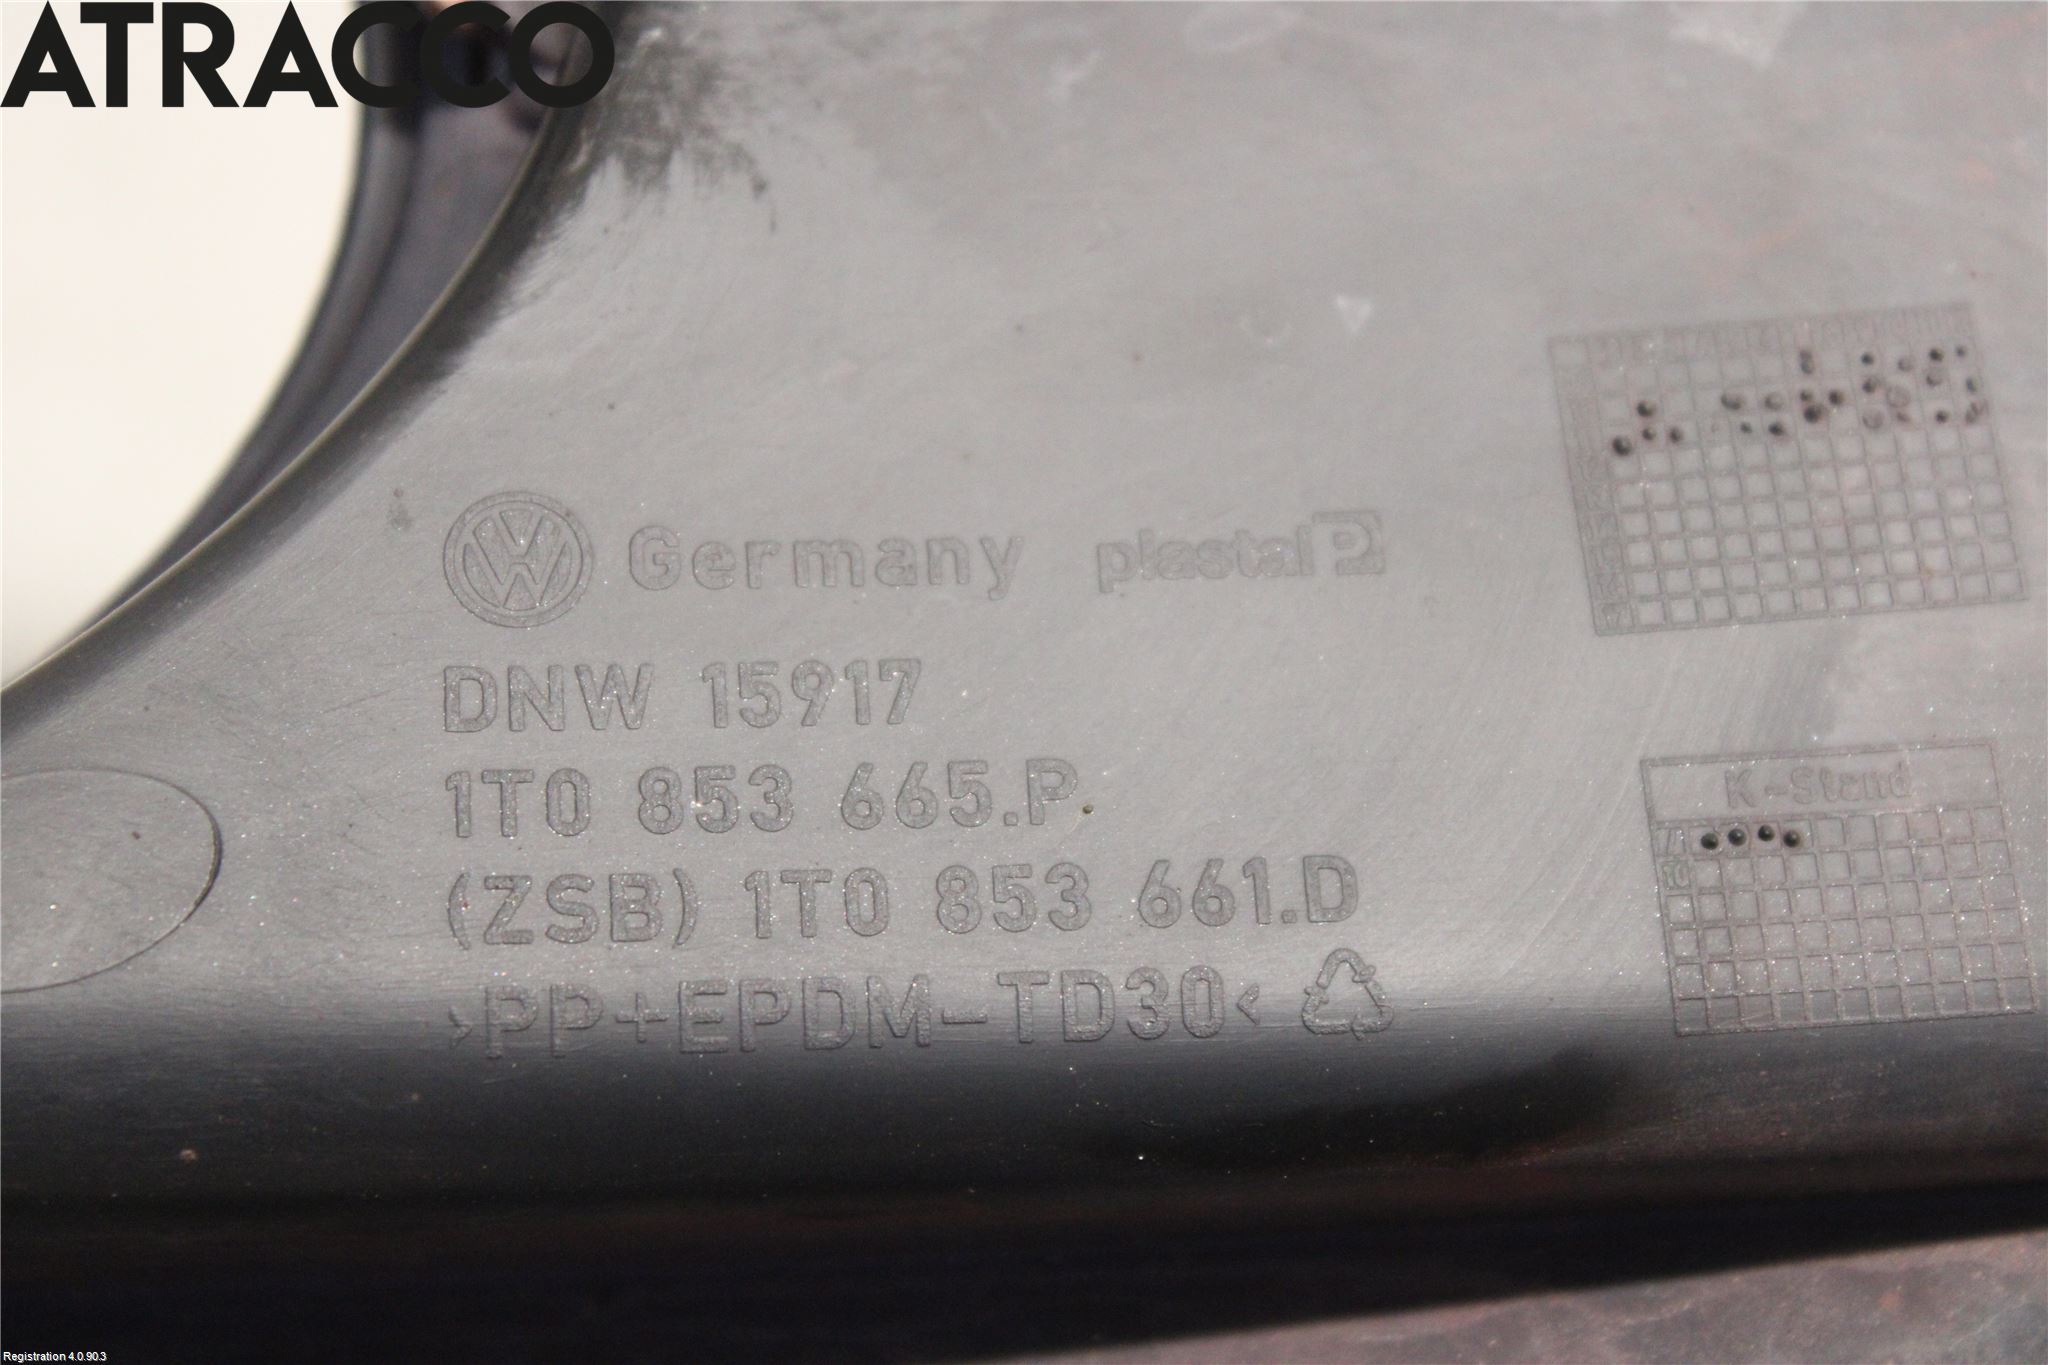 ATRACCO
VW Germany plastal P
DNW 15917
1T0 853 665.P
(ZSB) 1T0 853 661.D
>PP+EPDM-TD30<
K-Stand
Registration 4.0.90.3